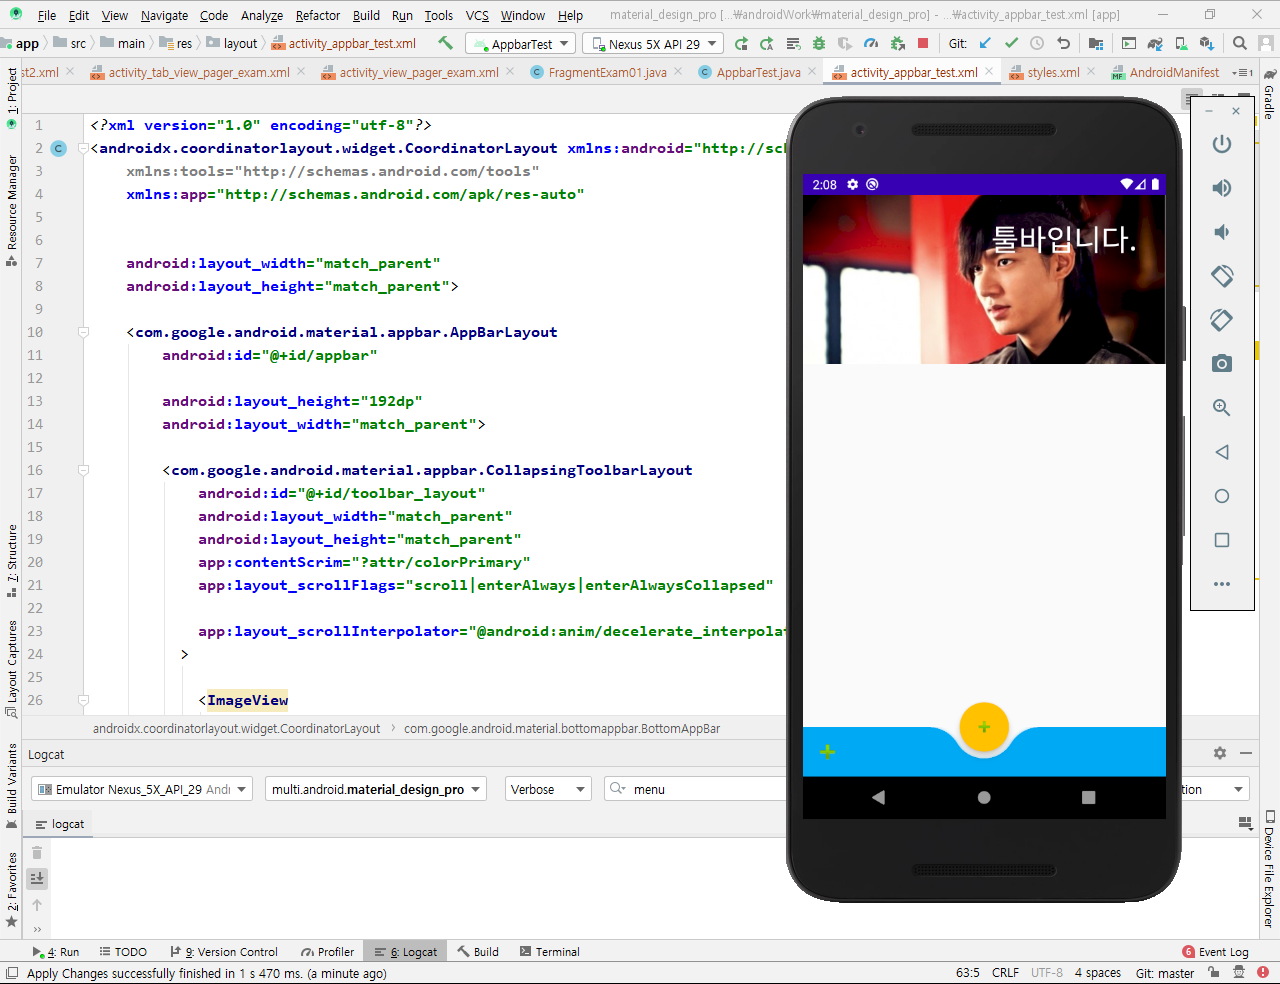 File Edit View Navigate Code Analyze Refactor Build Run Tools VCS Window Help material_design_pro [...₩androidWork₩material_design_pro] - ...₩activity_appbar_test.xml [app]
app src main res layout activity_appbar_test.xml AppbarTest Nexus 5X API 29 Git:
st2.xml activity_tab_view_pager_exam.xml activity_view_pager_exam.xml FragmentExam01.java AppbarTest.java activity_appbar_test.xml styles.xml AndroidManifest
1: Project
Resource Manager
7: Structure
Layout Captures
Build Variants
2: Favorites
Gradle
Device File Explorer
1 <?xml version="1.0" encoding="utf-8"?>
2 <androidx.coordinatorlayout.widget.CoordinatorLayout xmlns:android="http://sch
3 xmlns:tools="http://schemas.android.com/tools"
4 xmlns:app="http://schemas.android.com/apk/res-auto"
5
6
7 android:layout_width="match_parent"
8 android:layout_height="match_parent">
9
10 <com.google.android.material.appbar.AppBarLayout
11 android:id="@+id/appbar"
12
13 android:layout_height="192dp"
14 android:layout_width="match_parent">
15
16 <com.google.android.material.appbar.CollapsingToolbarLayout
17 android:id="@+id/toolbar_layout"
18 android:layout_width="match_parent"
19 android:layout_height="match_parent"
20 app:contentScrim="?attr/colorPrimary"
21 app:layout_scrollFlags="scroll|enterAlways|enterAlwaysCollapsed"
22
23 app:layout_scrollInterpolator="@android:anim/decelerate_interpolat
24 >
25
26 <ImageView
2:08
툴바입니다.
androidx.coordinatorlayout.widget.CoordinatorLayout › com.google.android.material.bottomappbar.BottomAppBar
Logcat
Emulator Nexus_5X_API_29 Andr multi.android.material_design_pro Verbose menu tion
logcat
4: Run TODO 9: Version Control Profiler 6: Logcat Build Terminal 6 Event Log
Apply Changes successfully finished in 1 s 470 ms. (a minute ago) 63:5 CRLF UTF-8 4 spaces Git: master